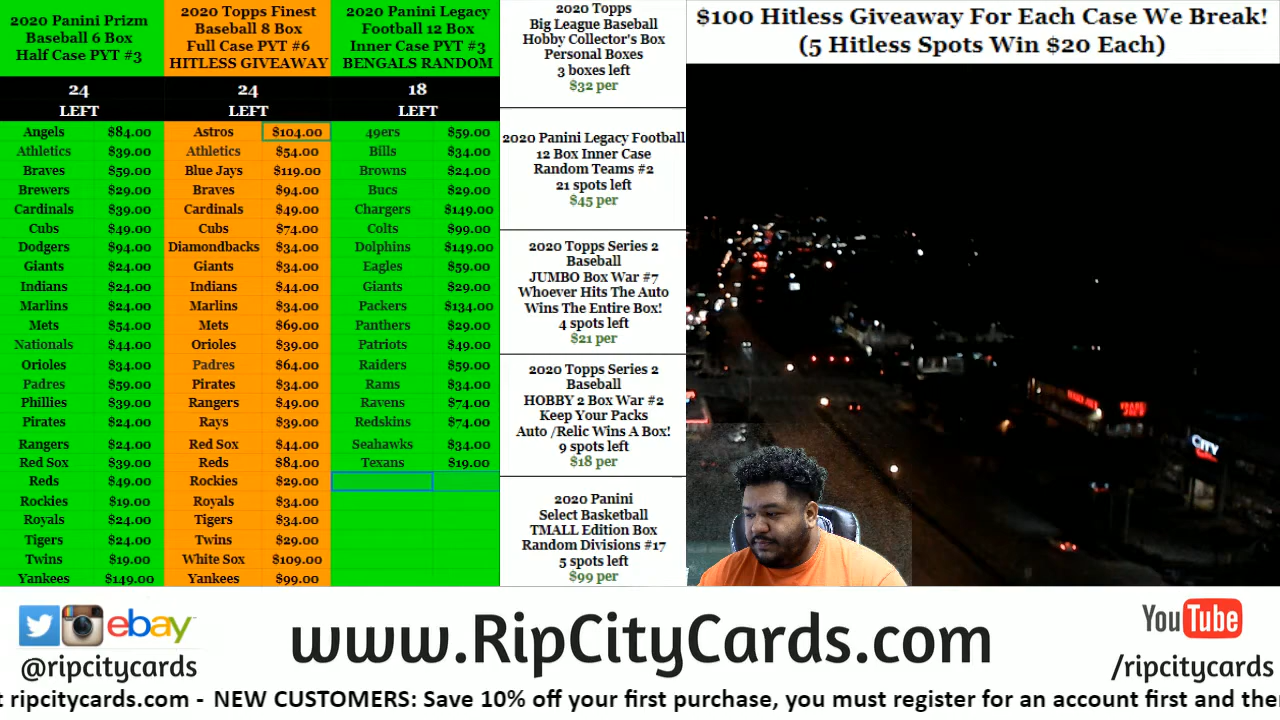 2020 Panini Prizm
Baseball 6 Box
Half Case PYT #3
24
LEFT
Angels $84.00
Athletics $39.00
Braves $59.00
Brewers $29.00
Cardinals $39.00
Cubs $49.00
Dodgers $94.00
Giants $24.00
Indians $24.00
Marlins $24.00
Mets $54.00
Nationals $44.00
Orioles $34.00
Padres $59.00
Phillies $39.00
Pirates $24.00
Rangers $24.00
Red Sox $39.00
Reds $49.00
Rockies $19.00
Royals $24.00
Tigers $24.00
Twins $19.00
Yankees $149.00
2020 Topps Finest
Baseball 8 Box
Full Case PYT #6
HITLESS GIVEAWAY
24
LEFT
Astros $104.00
Athletics $54.00
Blue Jays $119.00
Braves $94.00
Cardinals $49.00
Cubs $74.00
Diamondbacks $34.00
Giants $34.00
Indians $44.00
Marlins $34.00
Mets $69.00
Orioles $39.00
Padres $64.00
Pirates $34.00
Rangers $49.00
Rays $39.00
Red Sox $44.00
Reds $84.00
Rockies $29.00
Royals $34.00
Tigers $34.00
Twins $29.00
White Sox $109.00
Yankees $99.00
2020 Panini Legacy
Football 12 Box
Inner Case PYT #3
BENGALS RANDOM
18
LEFT
49ers $59.00
Bills $34.00
Browns $24.00
Bucs $29.00
Chargers $149.00
Colts $99.00
Dolphins $149.00
Eagles $59.00
Giants $29.00
Packers $134.00
Panthers $29.00
Patriots $49.00
Raiders $59.00
Rams $34.00
Ravens $74.00
Redskins $74.00
Seahawks $34.00
Texans $19.00
2020 Topps
Big League Baseball
Hobby Collector's Box
Personal Boxes
3 boxes left
$32 per
2020 Panini Legacy Football
12 Box Inner Case
Random Teams #2
21 spots left
$45 per
2020 Topps Series 2
Baseball
JUMBO Box War #7
Whoever Hits The Auto
Wins The Entire Box!
4 spots left
$21 per
2020 Topps Series 2
Baseball
HOBBY 2 Box War #2
Keep Your Packs
Auto /Relic Wins A Box!
9 spots left
$18 per
2020 Panini
Select Basketball
TMALL Edition Box
Random Divisions #17
5 spots left
$99 per
$100 Hitless Giveaway For Each Case We Break!
(5 Hitless Spots Win $20 Each)
CITY
ebay
@ripcitycards
www.RipCityCards.com
YouTube
/ripcitycards
t ripcitycards.com - NEW CUSTOMERS: Save 10% off your first purchase, you must register for an account first and the